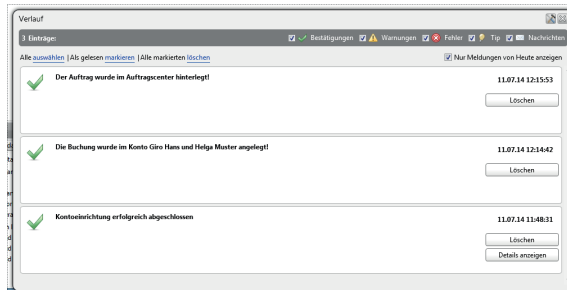 Verlauf
3 Einträge:
Bestätigungen Warnungen Fehler Tip Nachrichten
Alle auswählen | Als gelesen markieren | Alle markierten löschen
Nur Meldungen von Heute anzeigen
Der Auftrag wurde im Auftragscenter hinterlegt!
11.07.14 12:15:53
Löschen
Die Buchung wurde im Konto Giro Hans und Helga Muster angelegt!
11.07.14 12:14:42
Löschen
Kontoeinrichtung erfolgreich abgeschlossen
11.07.14 11:48:31
Löschen
Details anzeigen